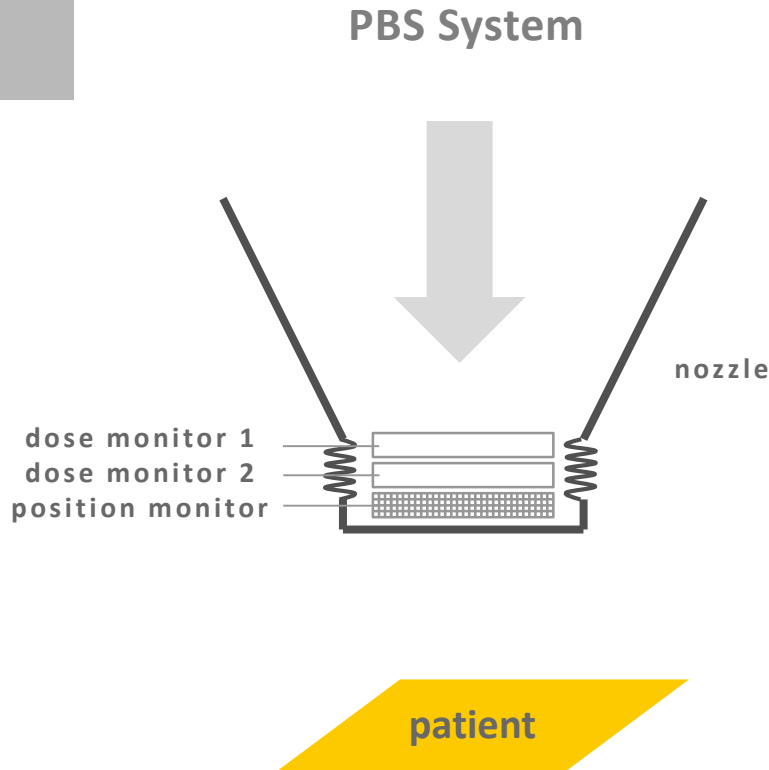 PBS System
nozzle
dose monitor 1
dose monitor 2
position monitor
patient